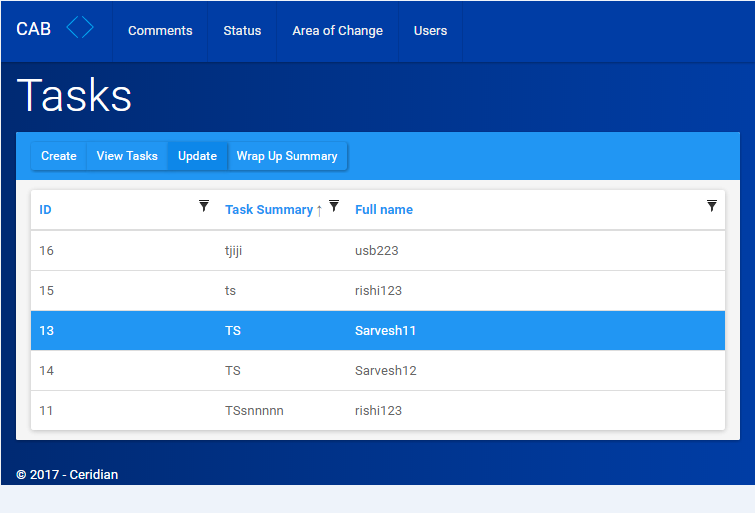 CAB Comments Status Area of Change Users
Tasks
Create View Tasks Update Wrap Up Summary
ID Task Summary ↑ Full name
16 tjiji usb223
15 ts rishi123
13 TS Sarvesh11
14 TS Sarvesh12
11 TSsnnnnn rishi123
© 2017 - Ceridian